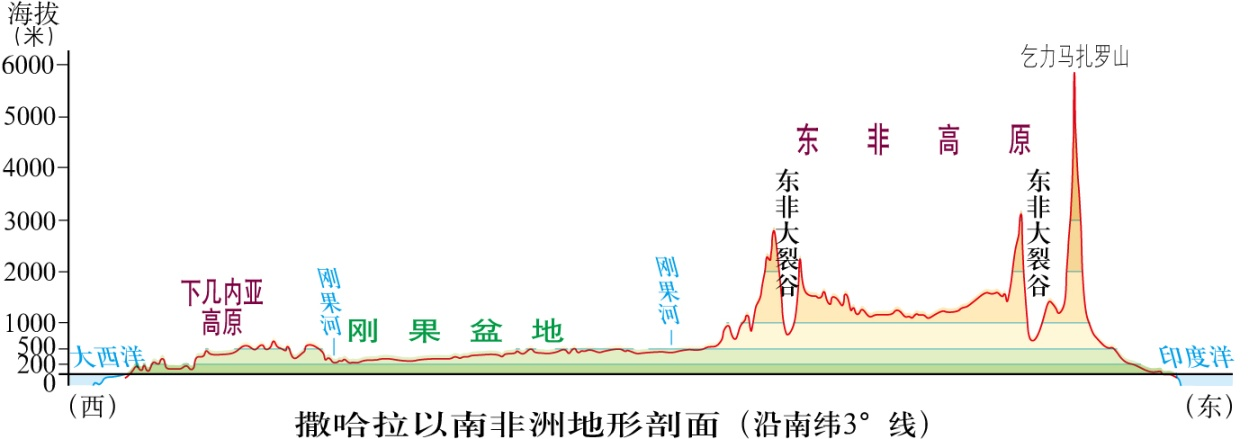 海拔
(米)
6000
5000
4000
3000
2000
1000
500
200
0
乞力马扎罗山
东非高原
东非大裂谷
东非大裂谷
下几内亚
高原
刚果河
刚果盆地
刚果河
大西洋
印度洋
(西)
(东)
撒哈拉以南非洲地形剖面(沿南纬3°线)